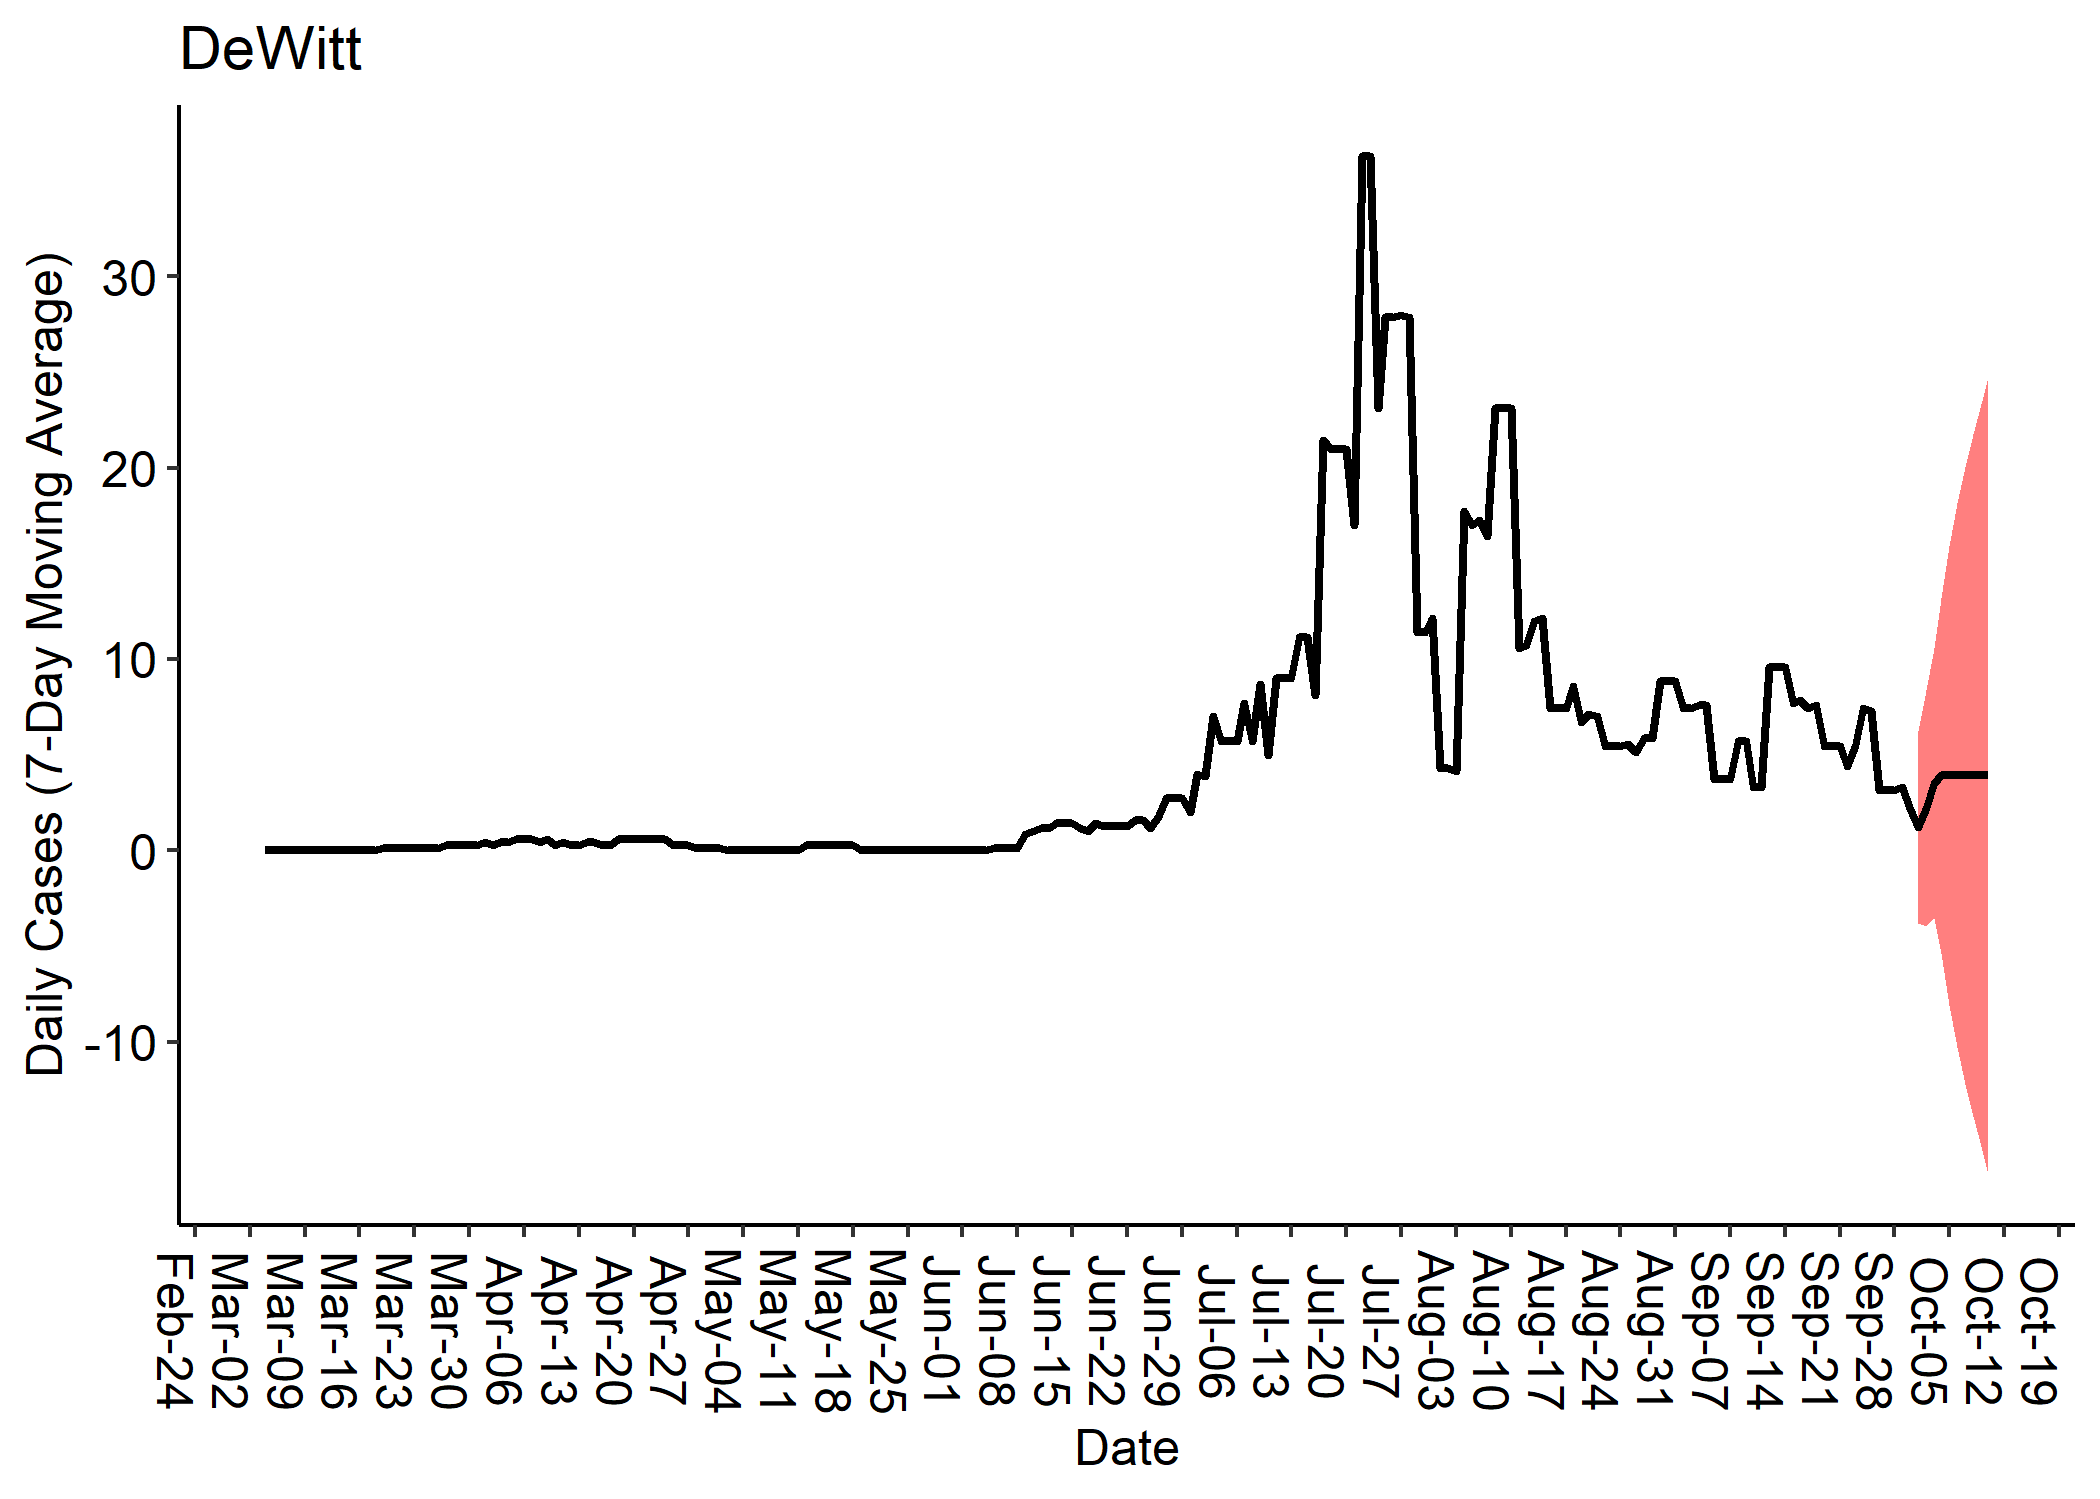 DeWitt
Daily Cases (7-Day Moving Average)
30
20
10
0
-10
Feb-24
Mar-02
Mar-09
Mar-16
Mar-23
Mar-30
Apr-06
Apr-13
Apr-20
Apr-27
May-04
May-11
May-18
May-25
Jun-01
Jun-08
Jun-15
Jun-22
Jun-29
Jul-06
Jul-13
Jul-20
Jul-27
Aug-03
Aug-10
Aug-17
Aug-24
Aug-31
Sep-07
Sep-14
Sep-21
Sep-28
Oct-05
Oct-12
Oct-19
Date